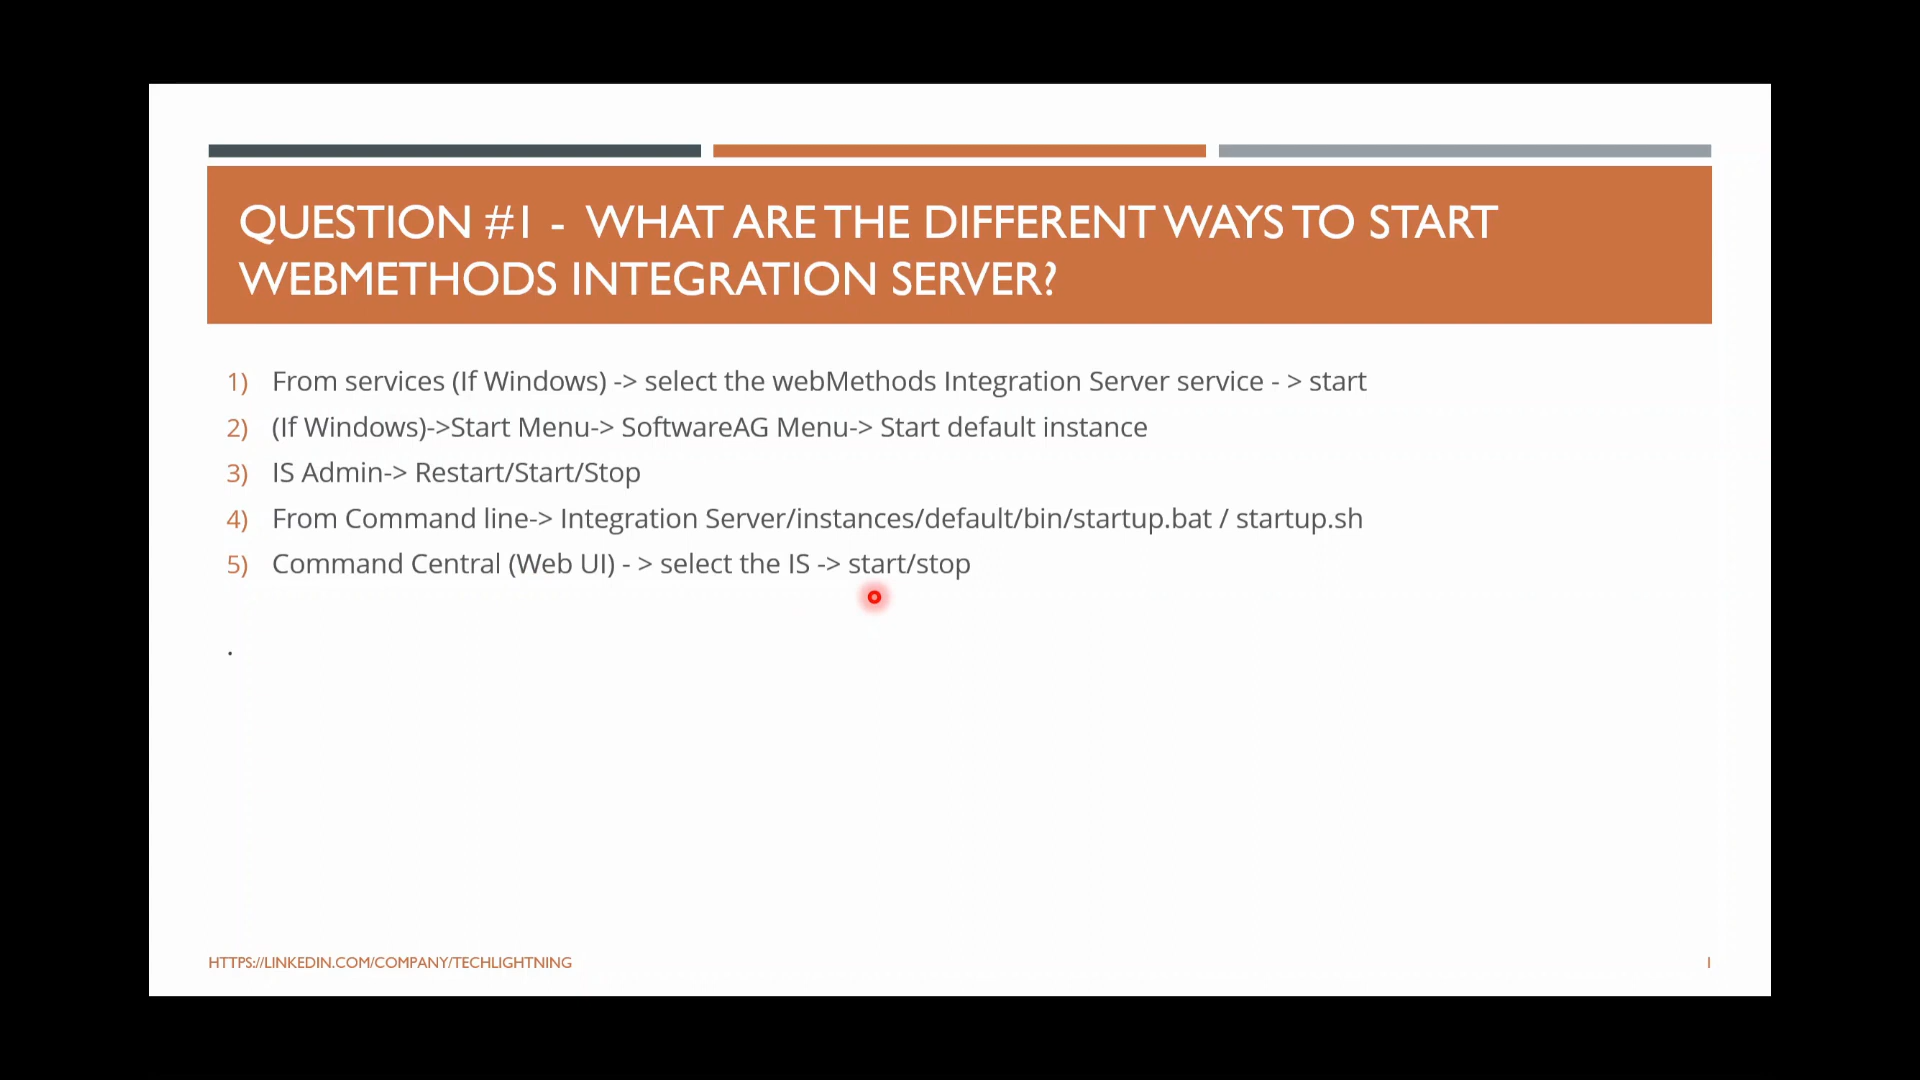 QUESTION #1 - WHAT ARE THE DIFFERENT WAYS TO START
WEBMETHODS INTEGRATION SERVER?
1) From services (If Windows) -> select the webMethods Integration Server service - > start
2) (If Windows)->Start Menu-> SoftwareAG Menu-> Start default instance
3) IS Admin-> Restart/Start/Stop
4) From Command line-> Integration Server/instances/default/bin/startup.bat / startup.sh
5) Command Central (Web UI) - > select the IS -> start/stop
.
HTTPS://LINKEDIN.COM/COMPANY/TECHLIGHTNING
1